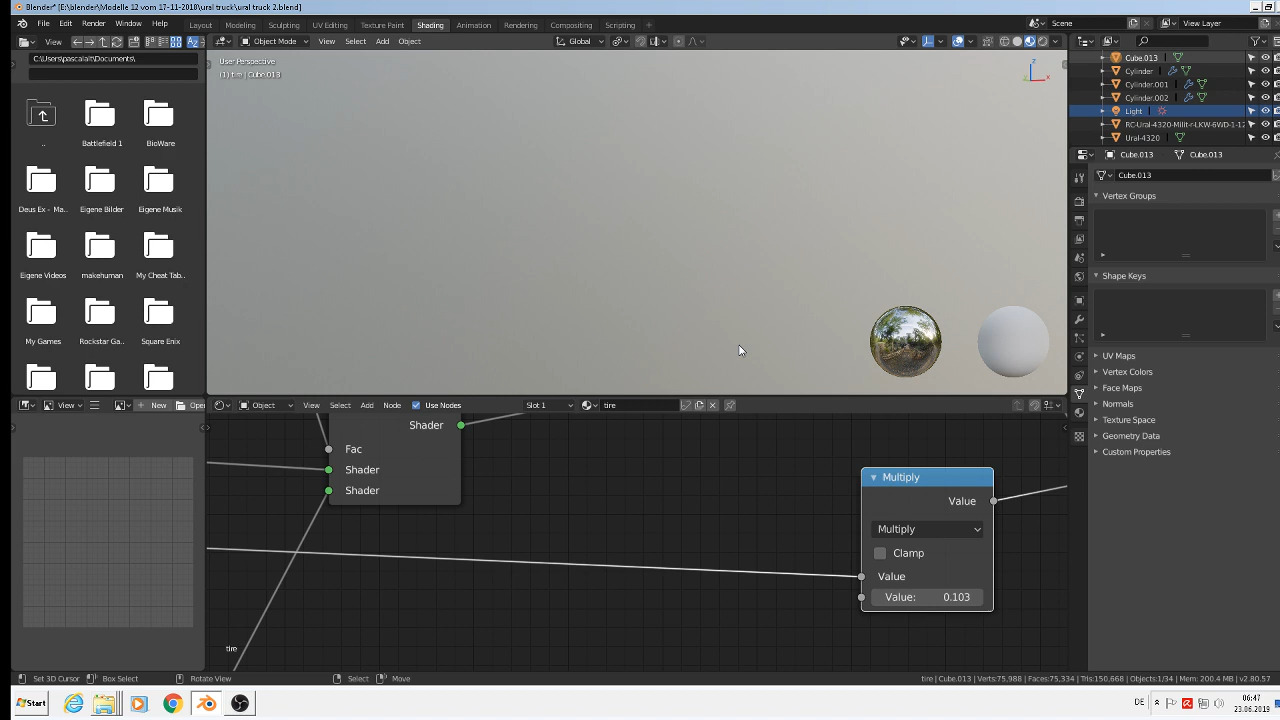 Blender* [E:\blender\Modelle 12 vom 17-11-2018\ural truck\ural truck 2.blend]
File Edit Render Window Help Layout Modeling Sculpting UV Editing Texture Paint Shading Animation Rendering Compositing Scripting Scene View Layer
View
C:\Users\pascalalt\Documents\
..
Battlefield 1
BioWare
Deus Ex - Ma...
Eigene Bilder
Eigene Musik
Eigene Videos
makehuman
My Cheat Tab..
My Games
Rockstar Ga..
Square Enix
View New Open
Object Mode View Select Add Object Global
User Perspective
(1) tire | Cube.013
Z
X
Object View Select Add Node Use Nodes Slot 1 tire
Shader
Fac
Shader
Shader
tire
Multiply
Value
Multiply
Clamp
Value
Value: 0.103
Cube.013
Cylinder
Cylinder.001
Cylinder.002
Light
RC-Ural-4320-Milit-r-LKW-6WD-1-12
Ural-4320
Cube.013 Cube.013
Cube.013
Vertex Groups
Shape Keys
UV Maps
Vertex Colors
Face Maps
Normals
Texture Space
Geometry Data
Custom Properties
Set 3D Cursor Box Select Rotate View Select Move tire | Cube.013 | Verts:75,988 | Faces:75,334 | Tris:150,668 | Objects:1/34 | Mem: 200.4 MB | v2.80.57
Start DE 06:47
23.06.2019